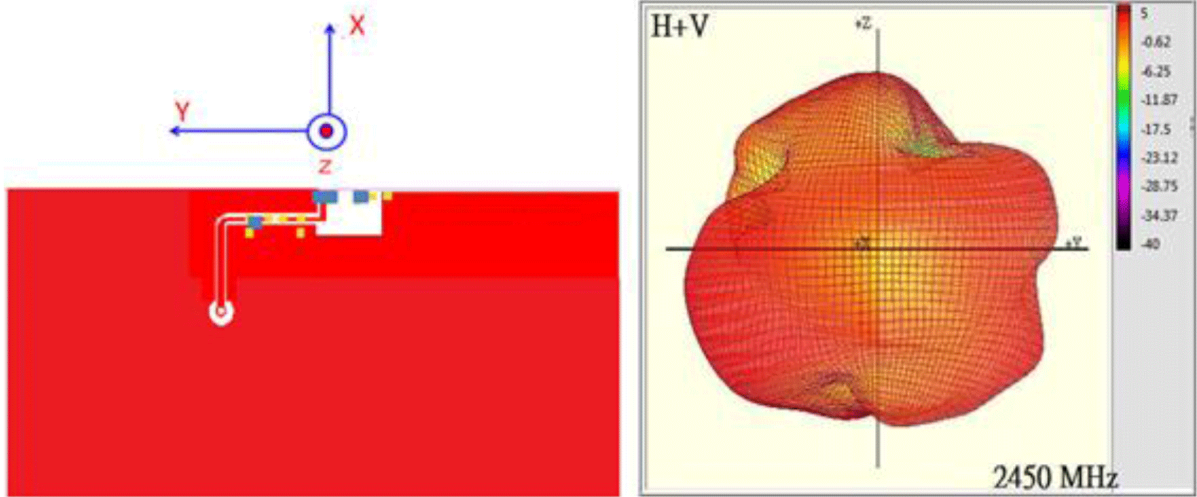 X
Y
Z
H+V
+Z
+X
+Y
5
-0.62
-6.25
-11.87
-17.5
-23.12
-28.75
-34.37
-40
2450 MHz